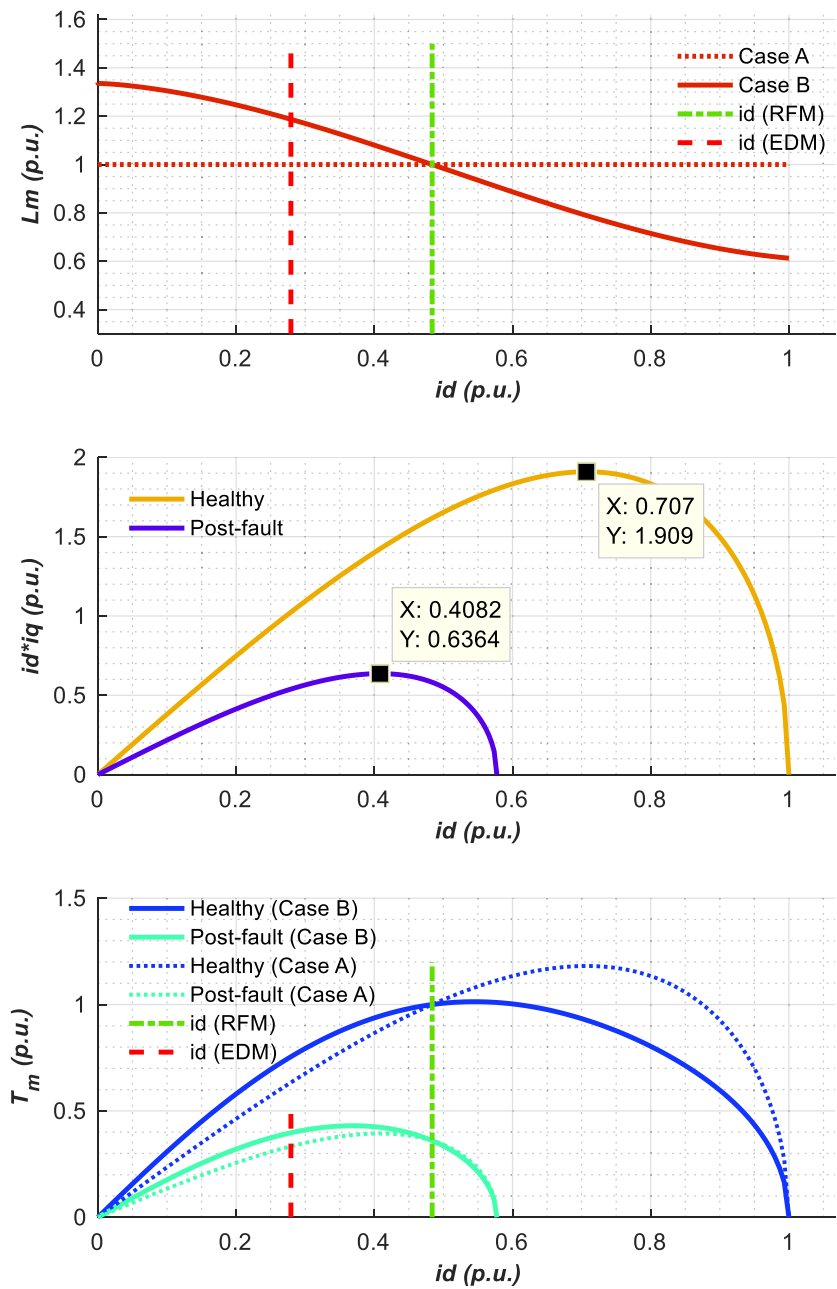 1.6
1.4
1.2
1
0.8
0.6
0.4
Lm (p.u.)
Case A
Case B
id (RFM)
id (EDM)
0 0.2 0.4 0.6 0.8 1
id (p.u.)
2
1.5
1
0.5
0
id*iq (p.u.)
Healthy
Post-fault
X: 0.707
Y: 1.909
X: 0.4082
Y: 0.6364
0 0.2 0.4 0.6 0.8 1
id (p.u.)
1.5
1
0.5
0
Tm (p.u.)
Healthy (Case B)
Post-fault (Case B)
Healthy (Case A)
Post-fault (Case A)
id (RFM)
id (EDM)
0 0.2 0.4 0.6 0.8 1
id (p.u.)